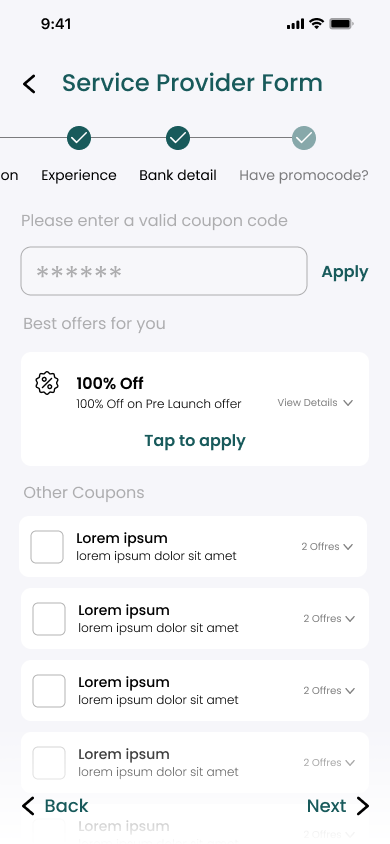 9:41
Service Provider Form
on Experience Bank detail Have promocode?
Please enter a valid coupon code
******
Apply
Best offers for you
100% Off
100% Off on Pre Launch offer
View Details
Tap to apply
Other Coupons
Lorem ipsum
lorem ipsum dolor sit amet
2 Offres
Lorem ipsum
lorem ipsum dolor sit amet
2 Offres
Lorem ipsum
lorem ipsum dolor sit amet
2 Offres
Lorem ipsum
lorem ipsum dolor sit amet
2 Offres
Back
Next
Lorem ipsum
2 Offres